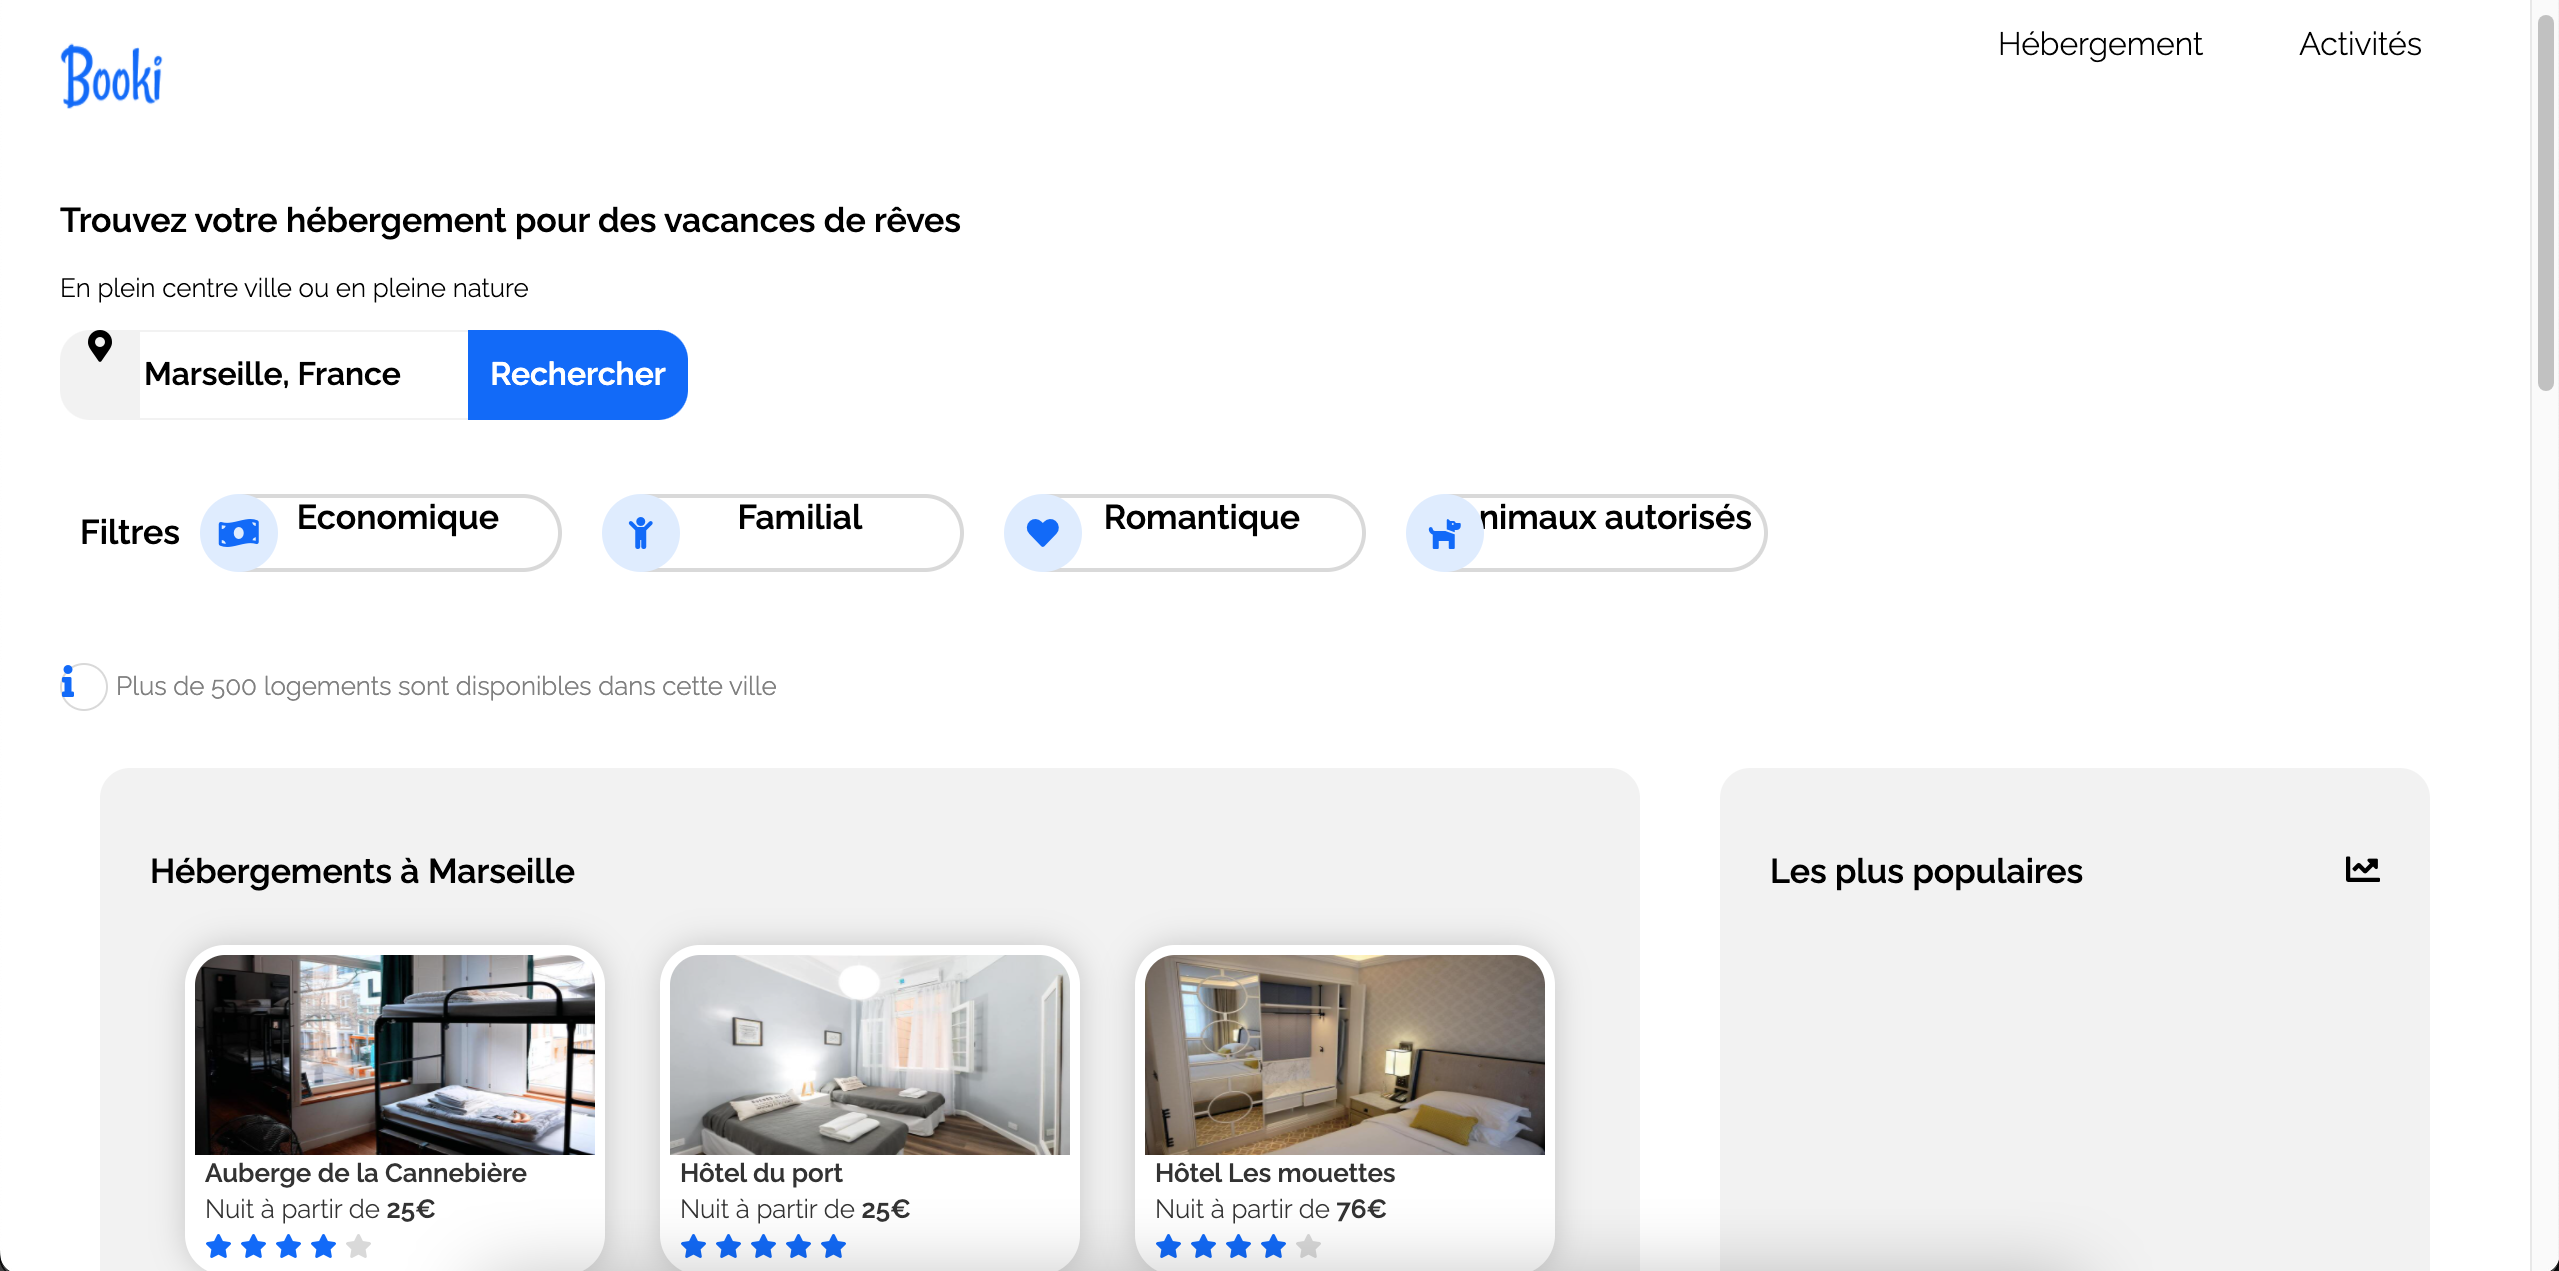 Booki
Hébergement
Activités
Trouvez votre hébergement pour des vacances de rêves
En plein centre ville ou en pleine nature
Marseille, France
Rechercher
Filtres
Economique
Familial
Romantique
nimaux autorisés
Plus de 500 logements sont disponibles dans cette ville
Hébergements à Marseille
Les plus populaires
Auberge de la Cannebière
Nuit à partir de 25€
Hôtel du port
Nuit à partir de 25€
Hôtel Les mouettes
Nuit à partir de 76€